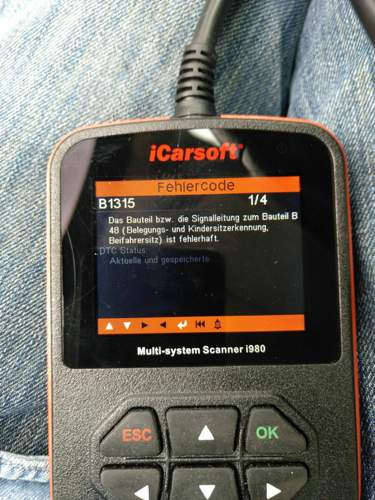 iCarsoft
Fehlercode
B1315 1/4
Das Bauteil bzw. die Signalleitung zum Bauteil B
48 ( Belegungs- und Kindersitzerkennung,
Beifahrersitz) ist fehlerhaft.
DTC Status:
Aktuelle und gespeicherte
Multi-system Scanner i980
ESC
OK